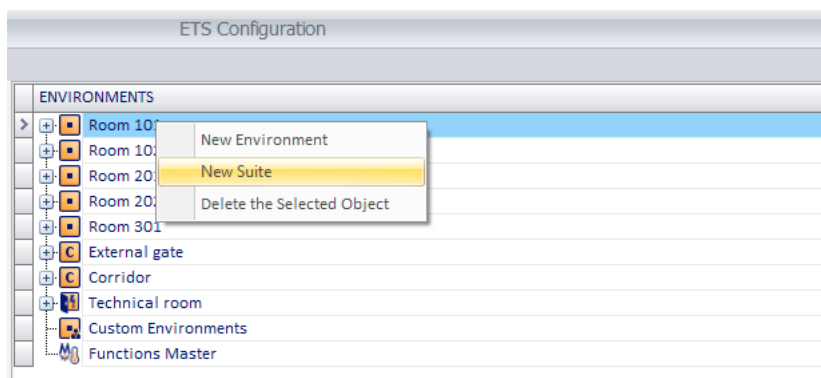 ETS Configuration
ENVIRONMENTS
Room 101
New Environment
Room 10
New Suite
Room 20
Delete the Selected Object
Room 20
Room 301
C External gate
C Corridor
Technical room
Custom Environments
Functions Master